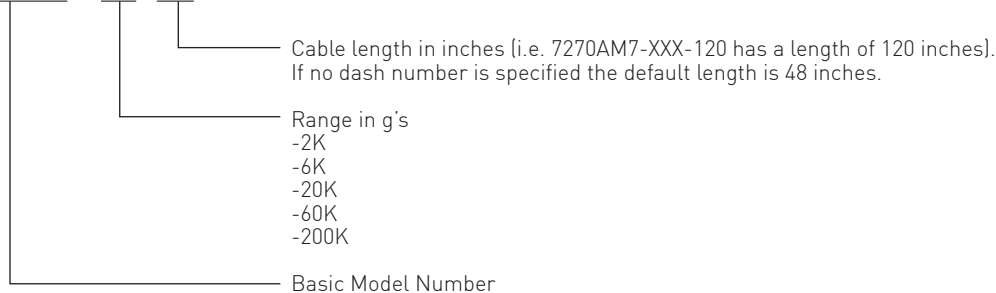 Cable length in inches (i.e. 7270AM7-XXX-120 has a length of 120 inches).
If no dash number is specified the default length is 48 inches.
Range in g's
-2K
-6K
-20K
-60K
-200K
Basic Model Number